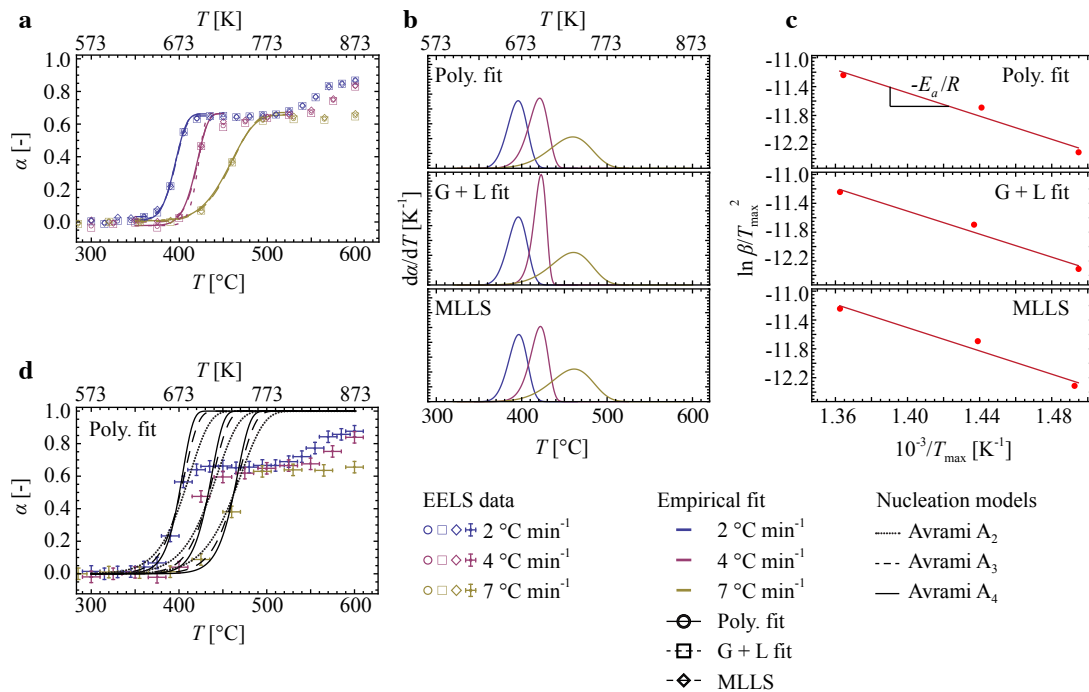 a
T [K]
573 673 773 873
1.0
0.8
0.6
0.4
0.2
0.0
α [-]
300 400 500 600
T [°C]
b
T [K]
573 673 773 873
Poly. fit
G + L fit
MLLS
dα/dT [K⁻¹]
300 400 500 600
T [°C]
c
-11.0
-11.4
-11.8
-12.2
Poly. fit
-Eₐ/R
-11.0
-11.4
-11.8
-12.2
G + L fit
-11.0
-11.4
-11.8
-12.2
MLLS
ln β/Tₘₐₓ²
1.36 1.40 1.44 1.48
10⁻³/Tₘₐₓ [K⁻¹]
d
T [K]
573 673 773 873
1.0
0.8
0.6
0.4
0.2
0.0
α [-]
Poly. fit
300 400 500 600
T [°C]
EELS data
2 °C min⁻¹
4 °C min⁻¹
7 °C min⁻¹
Empirical fit
2 °C min⁻¹
4 °C min⁻¹
7 °C min⁻¹
Poly. fit
G + L fit
MLLS
Nucleation models
Avrami A₂
Avrami A₃
Avrami A₄